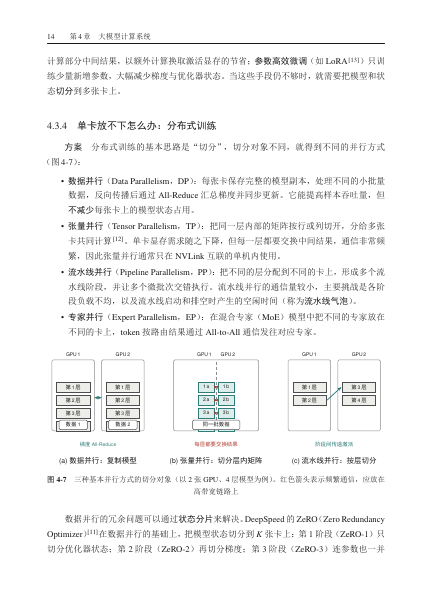 14 第 4 章 大模型计算系统
计算部分中间结果，以额外计算换取激活显存的节省；参数高效微调（如 LoRA[13]）只训
练少量新增参数，大幅减少梯度与优化器状态。当这些手段仍不够时，就需要把模型和状
态切分到多张卡上。
4.3.4 单卡放不下怎么办：分布式训练
方案 分布式训练的基本思路是“切分”，切分对象不同，就得到不同的并行方式
（图 4-7）：
• 数据并行（Data Parallelism，DP）：每张卡保存完整的模型副本，处理不同的小批量
数据，反向传播后通过 All-Reduce 汇总梯度并同步更新。它能提高样本吞吐量，但
不减少每张卡上的模型状态占用。
• 张量并行（Tensor Parallelism，TP）：把同一层内部的矩阵按行或列切开，分给多张
卡共同计算[12]。单卡显存需求随之下降，但每一层都要交换中间结果，通信非常频
繁，因此张量并行通常只在 NVLink 互联的单机内使用。
• 流水线并行（Pipeline Parallelism，PP）：把不同的层分配到不同的卡上，形成多个流
水线阶段，并让多个微批次交错执行。流水线并行的通信量较小，主要挑战是各阶
段负载不均，以及流水线启动和排空时产生的空闲时间（称为流水线气泡）。
• 专家并行（Expert Parallelism，EP）：在混合专家（MoE）模型中把不同的专家放在
不同的卡上，token 按路由结果通过 All-to-All 通信发往对应专家。
GPU 1 GPU 2 GPU 1 GPU 2 GPU 1 GPU 2
第 1 层 第 1 层 1a 1b 第 1 层 第 3 层
第 2 层 第 2 层 2a 2b 第 2 层 第 4 层
第 3 层 第 3 层 3a 3b
数据 1 数据 2 同一批数据
梯度 All-Reduce 每层都要交换结果 阶段间传递激活
(a) 数据并行：复制模型 (b) 张量并行：切分层内矩阵 (c) 流水线并行：按层切分
图 4-7 三种基本并行方式的切分对象（以 2 张 GPU、4 层模型为例）。红色箭头表示频繁通信，应放在
高带宽链路上
数据并行的冗余问题可以通过状态分片来解决。DeepSpeed 的 ZeRO（Zero Redundancy
Optimizer）[11]在数据并行的基础上，把模型状态切分到 K 张卡上：第 1 阶段（ZeRO-1）只
切分优化器状态；第 2 阶段（ZeRO-2）再切分梯度；第 3 阶段（ZeRO-3）连参数也一并